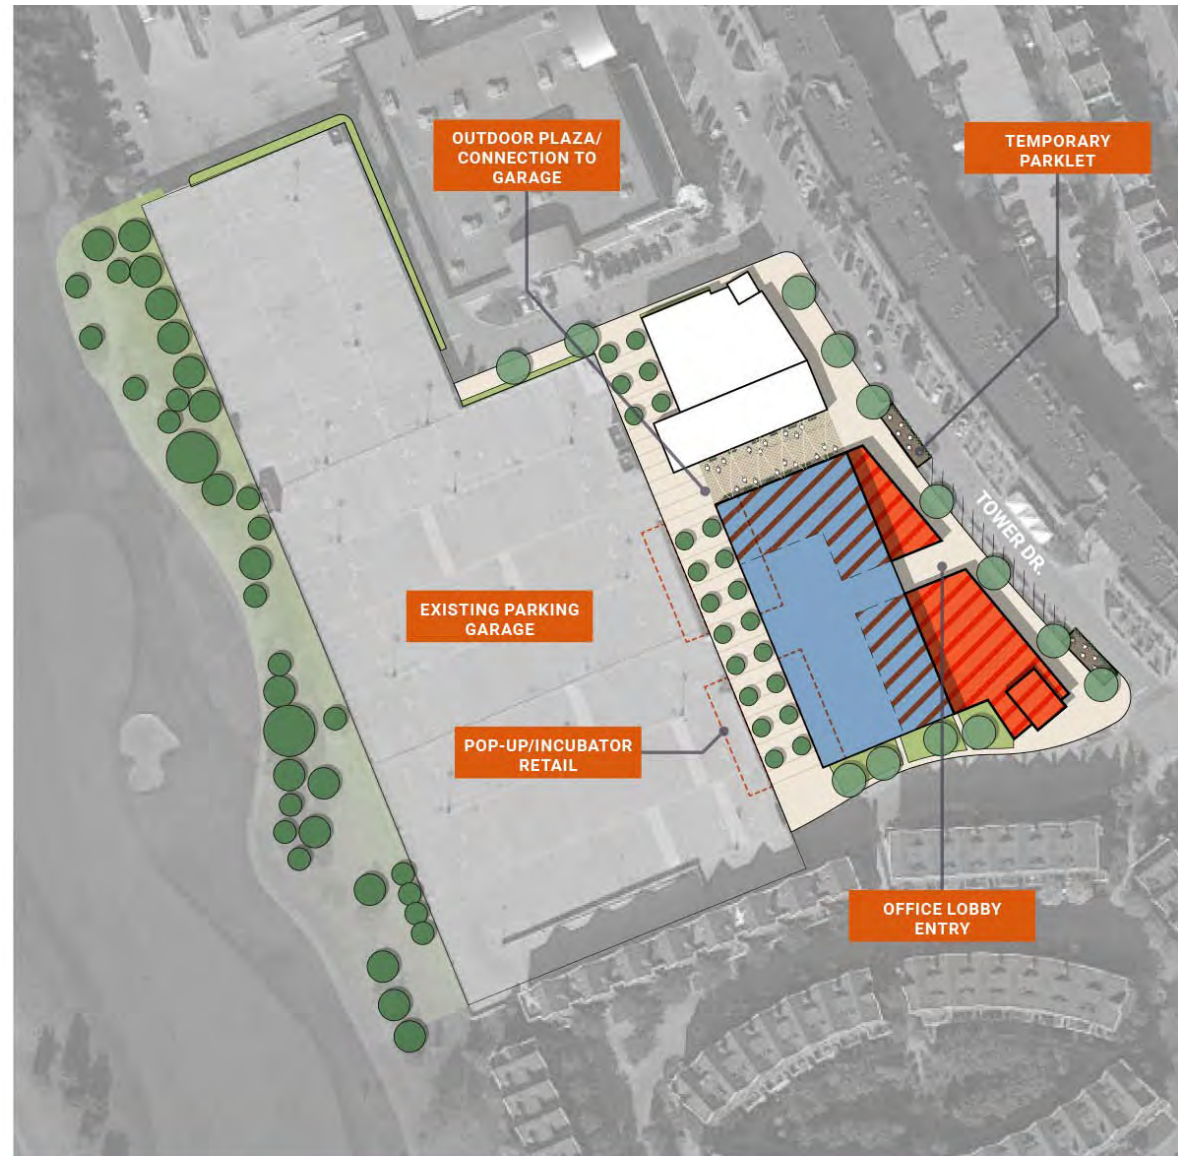 OUTDOOR PLAZA/
CONNECTION TO
GARAGE
TEMPORARY
PARKLET
TOWER DR.
EXISTING PARKING
GARAGE
POP-UP/INCUBATOR
RETAIL
OFFICE LOBBY
ENTRY